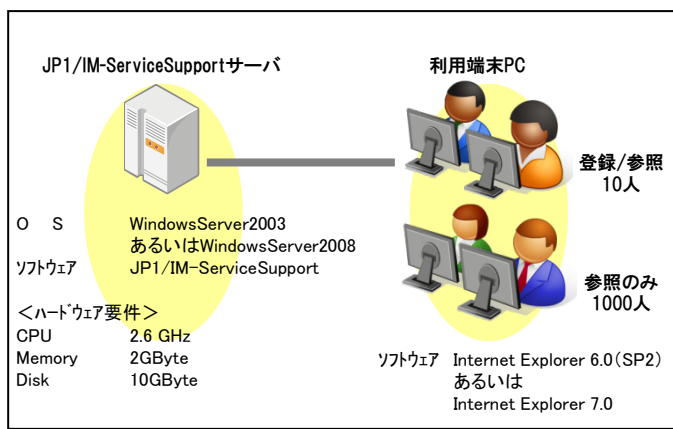 JP1/IM-ServiceSupportサーバ
O S WindowsServer2003
あるいはWindowsServer2008
ソフトウェア JP1/IM-ServiceSupport
＜ハードウェア要件＞
CPU 2.6 GHz
Memory 2GByte
Disk 10GByte
利用端末PC
登録/参照
10人
参照のみ
1000人
ソフトウェア Internet Explorer 6.0（SP2）
あるいは
Internet Explorer 7.0